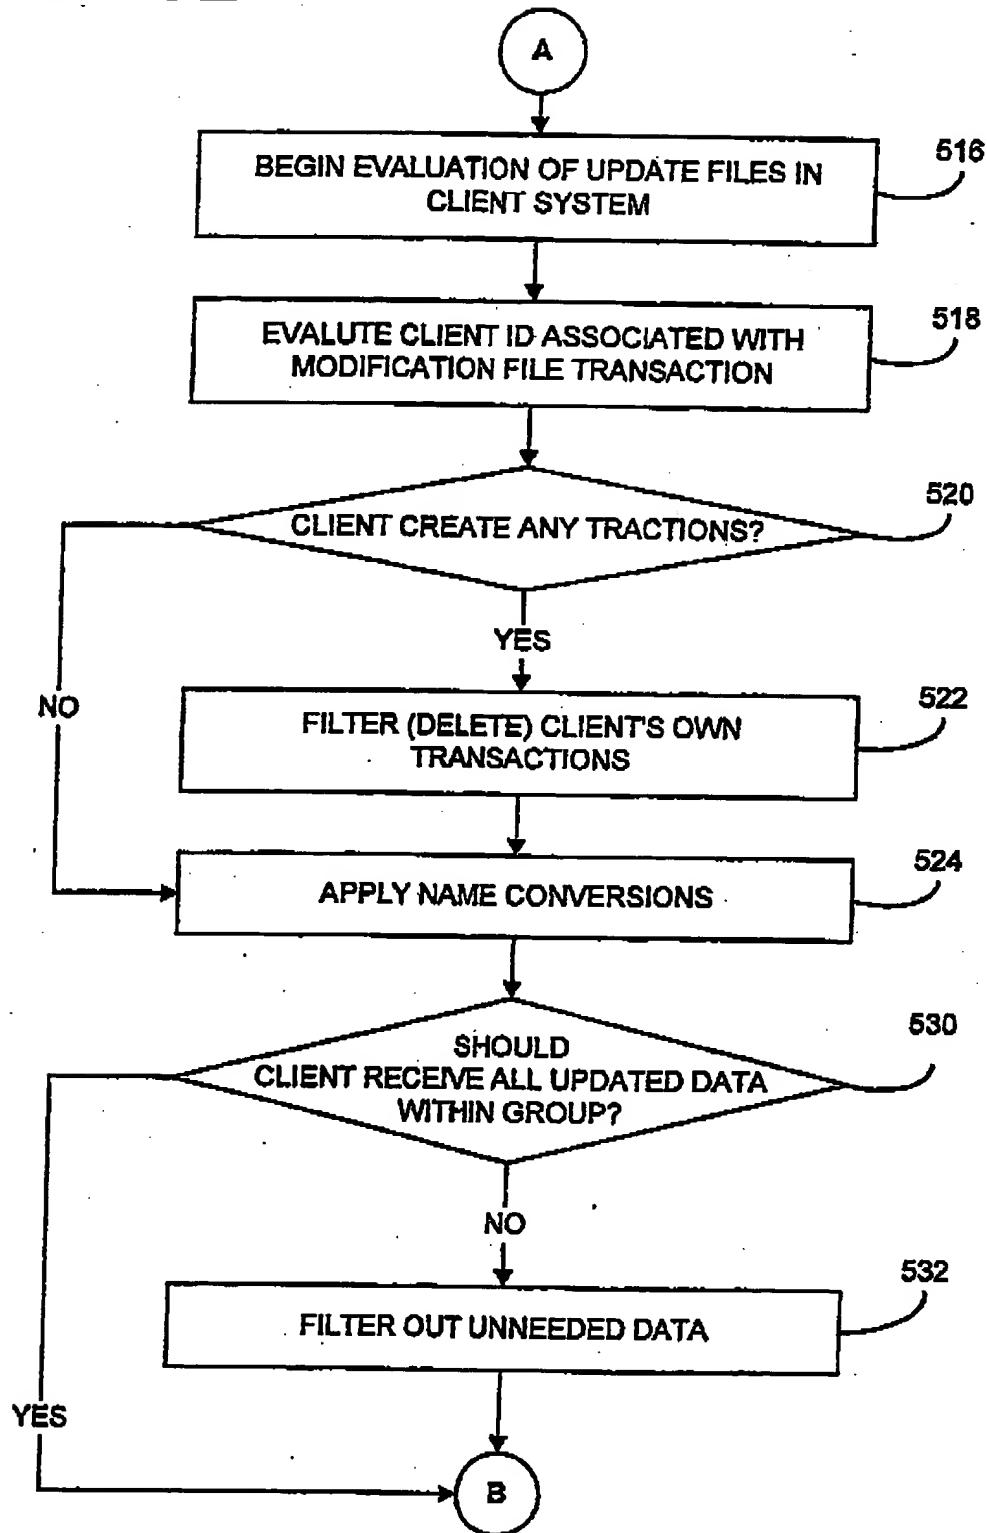 A
BEGIN EVALUATION OF UPDATE FILES IN
CLIENT SYSTEM
516
EVALUTE CLIENT ID ASSOCIATED WITH
MODIFICATION FILE TRANSACTION
518
CLIENT CREATE ANY TRACTIONS?
520
YES
NO
FILTER (DELETE) CLIENT'S OWN
TRANSACTIONS
522
APPLY NAME CONVERSIONS
524
SHOULD
CLIENT RECEIVE ALL UPDATED DATA
WITHIN GROUP?
530
NO
FILTER OUT UNNEEDED DATA
532
YES
B